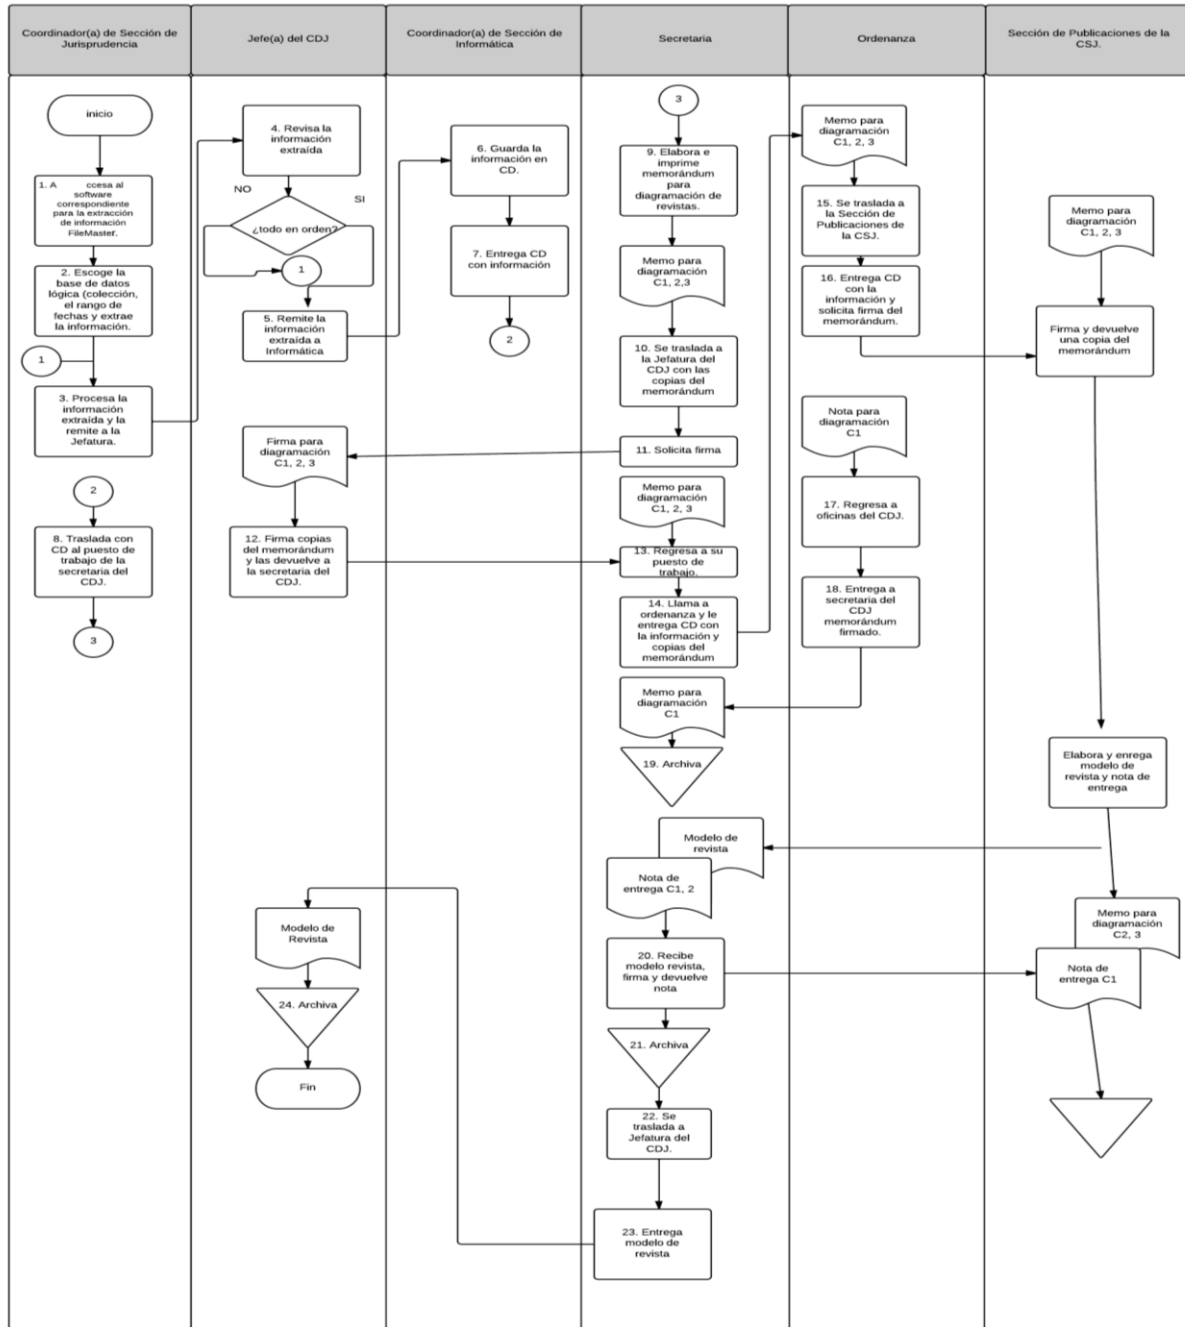 Coordinador(a) de Sección de
Jurisprudencia
Jefe(a) del CDJ
Coordinador(a) de Sección de
Informática
Secretaria
Ordenanza
Sección de Publicaciones de la
CSJ.
inicio
1. A ccesa al
software
correspondiente
para la extracción
de información
FileMaster.
2. Escoge la
base de datos
lógica (colección,
el rango de
fechas y extrae
la información.
1
3. Procesa la
información
extraída y la
remite a la
Jefatura.
2
8. Traslada con
CD al puesto de
trabajo de la
secretaria del
CDJ.
3
4. Revisa la
información
extraída
NO
SI
¿todo en orden?
1
5. Remite la
información
extraída a
Informática
Firma para
diagramación
C1, 2, 3
12. Firma copias
del memorándum
y las devuelve a
la secretaria del
CDJ.
Modelo de
Revista
24. Archiva
Fin
6. Guarda la
información en
CD.
7. Entrega CD
con información
2
3
9. Elabora e
imprime
memorándum
para
diagramación de
revistas.
Memo para
diagramación
C1, 2,3
10. Se traslada a
la Jefatura del
CDJ con las
copias del
memorándum
11. Solicita firma
Memo para
diagramación
C1, 2, 3
13. Regresa a su
puesto de
trabajo.
14. Llama a
ordenanza y le
entrega CD con
la información y
copias del
memorándum
Memo para
diagramación
C1
19. Archiva
Modelo de
revista
Nota de
entrega C1, 2
20. Recibe
modelo revista,
firma y devuelve
nota
21. Archiva
22. Se
traslada a
Jefatura del
CDJ.
23. Entrega
modelo de
revista
Memo para
diagramación
C1, 2, 3
15. Se traslada a
la Sección de
Publicaciones de
la CSJ.
16. Entrega CD
con la
información y
solicita firma del
memorándum.
Nota para
diagramación
C1
17. Regresa a
oficinas del CDJ.
18. Entrega a
secretaria del
CDJ
memorándum
firmado.
Memo para
diagramación
C1, 2, 3
Firma y devuelve
una copia del
memorándum
Elabora y enrega
modelo de
revista y nota de
entrega
Memo para
diagramación
C2, 3
Nota de
entrega C1